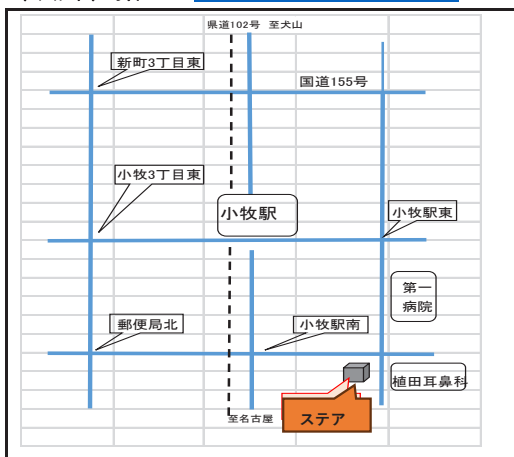 県道102号 至犬山
新町3丁目東
国道155号
小牧3丁目東
小牧駅
小牧駅東
第一
病院
郵便局北
小牧駅南
植田耳鼻科
至名古屋
ステア